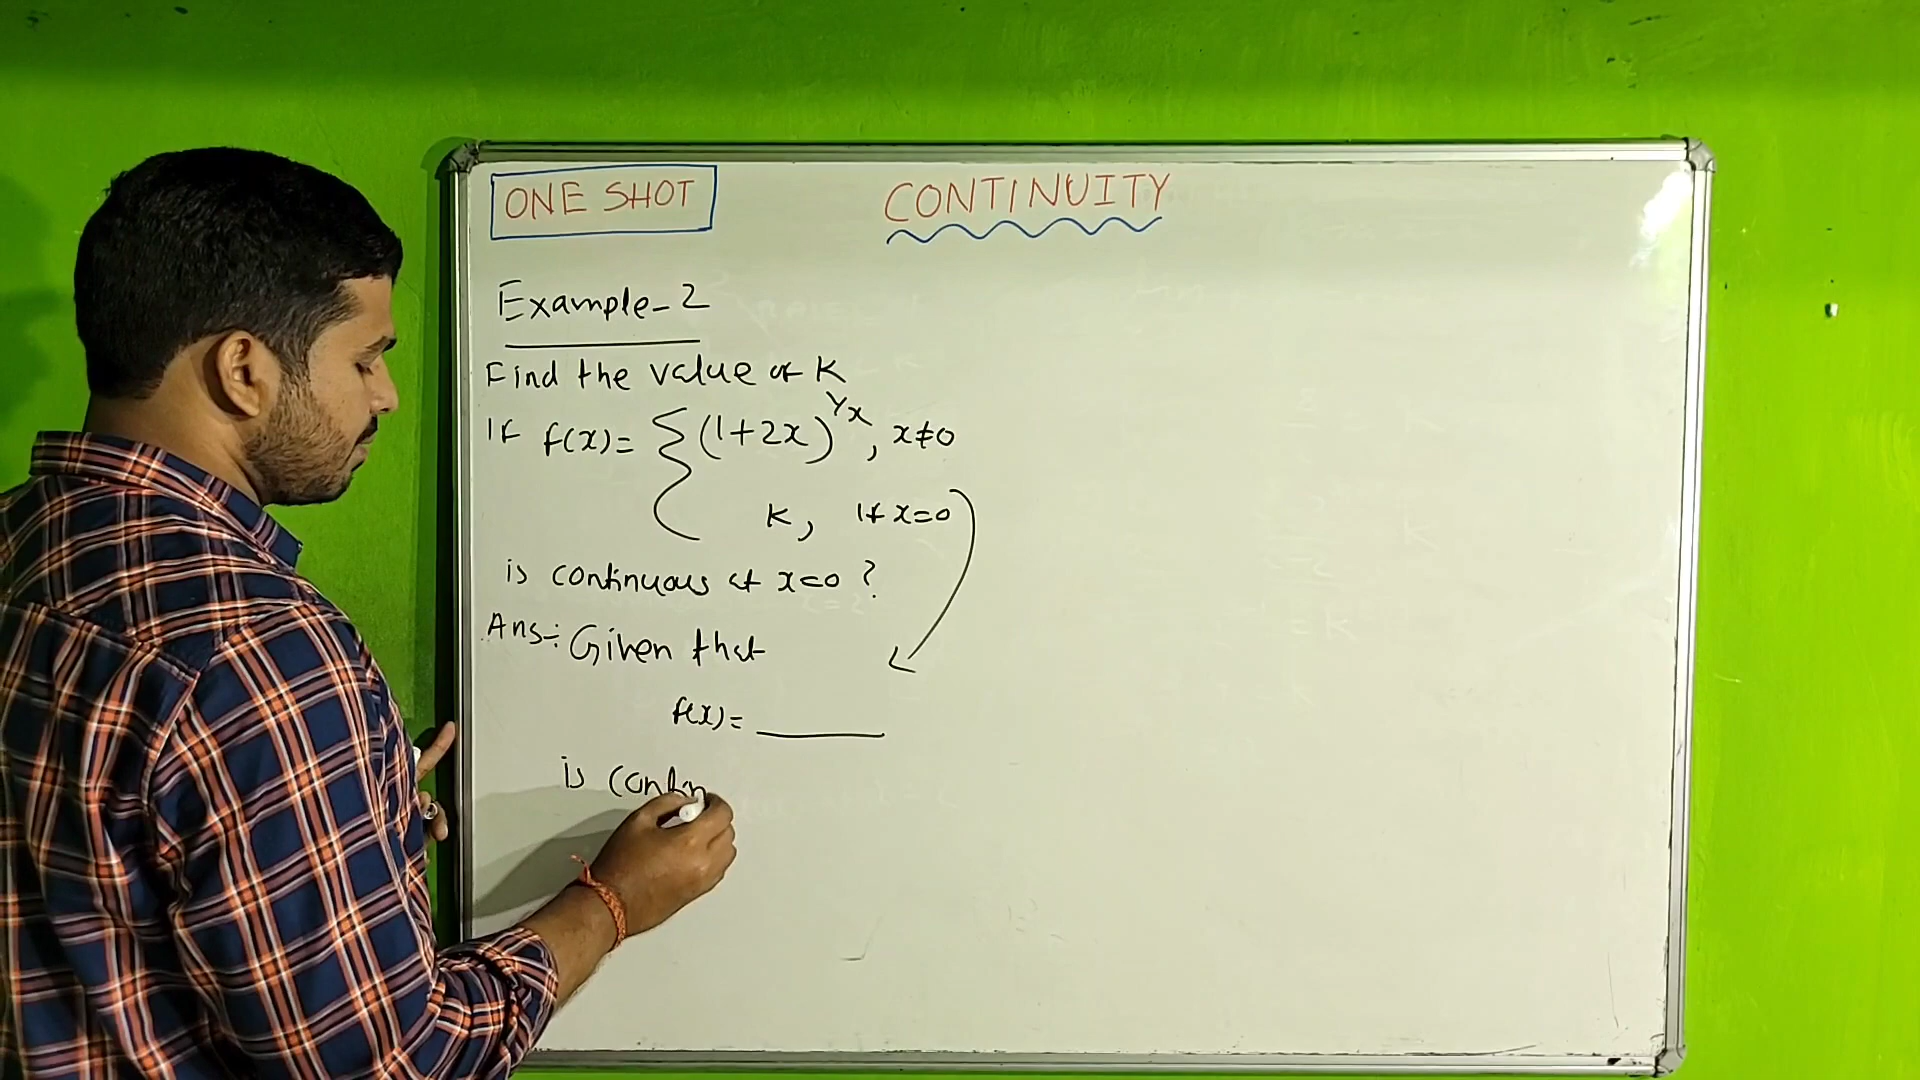 ONE SHOT
CONTINUITY
Example-2
Find the value of K
If f(x)= { (1+2x)^1/x, x≠0
K, if x=0
is continuous at x=0 ?
Ans:- Given that
f(x)= ______
is contin